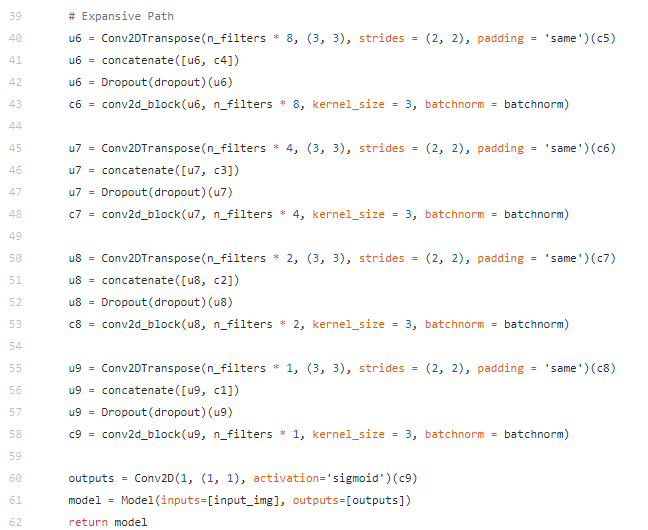 39 # Expansive Path
40 u6 = Conv2DTranspose(n_filters * 8, (3, 3), strides = (2, 2), padding = 'same')(c5)
41 u6 = concatenate([u6, c4])
42 u6 = Dropout(dropout)(u6)
43 c6 = conv2d_block(u6, n_filters * 8, kernel_size = 3, batchnorm = batchnorm)
44
45 u7 = Conv2DTranspose(n_filters * 4, (3, 3), strides = (2, 2), padding = 'same')(c6)
46 u7 = concatenate([u7, c3])
47 u7 = Dropout(dropout)(u7)
48 c7 = conv2d_block(u7, n_filters * 4, kernel_size = 3, batchnorm = batchnorm)
49
50 u8 = Conv2DTranspose(n_filters * 2, (3, 3), strides = (2, 2), padding = 'same')(c7)
51 u8 = concatenate([u8, c2])
52 u8 = Dropout(dropout)(u8)
53 c8 = conv2d_block(u8, n_filters * 2, kernel_size = 3, batchnorm = batchnorm)
54
55 u9 = Conv2DTranspose(n_filters * 1, (3, 3), strides = (2, 2), padding = 'same')(c8)
56 u9 = concatenate([u9, c1])
57 u9 = Dropout(dropout)(u9)
58 c9 = conv2d_block(u9, n_filters * 1, kernel_size = 3, batchnorm = batchnorm)
59
60 outputs = Conv2D(1, (1, 1), activation='sigmoid')(c9)
61 model = Model(inputs=[input_img], outputs=[outputs])
62 return model